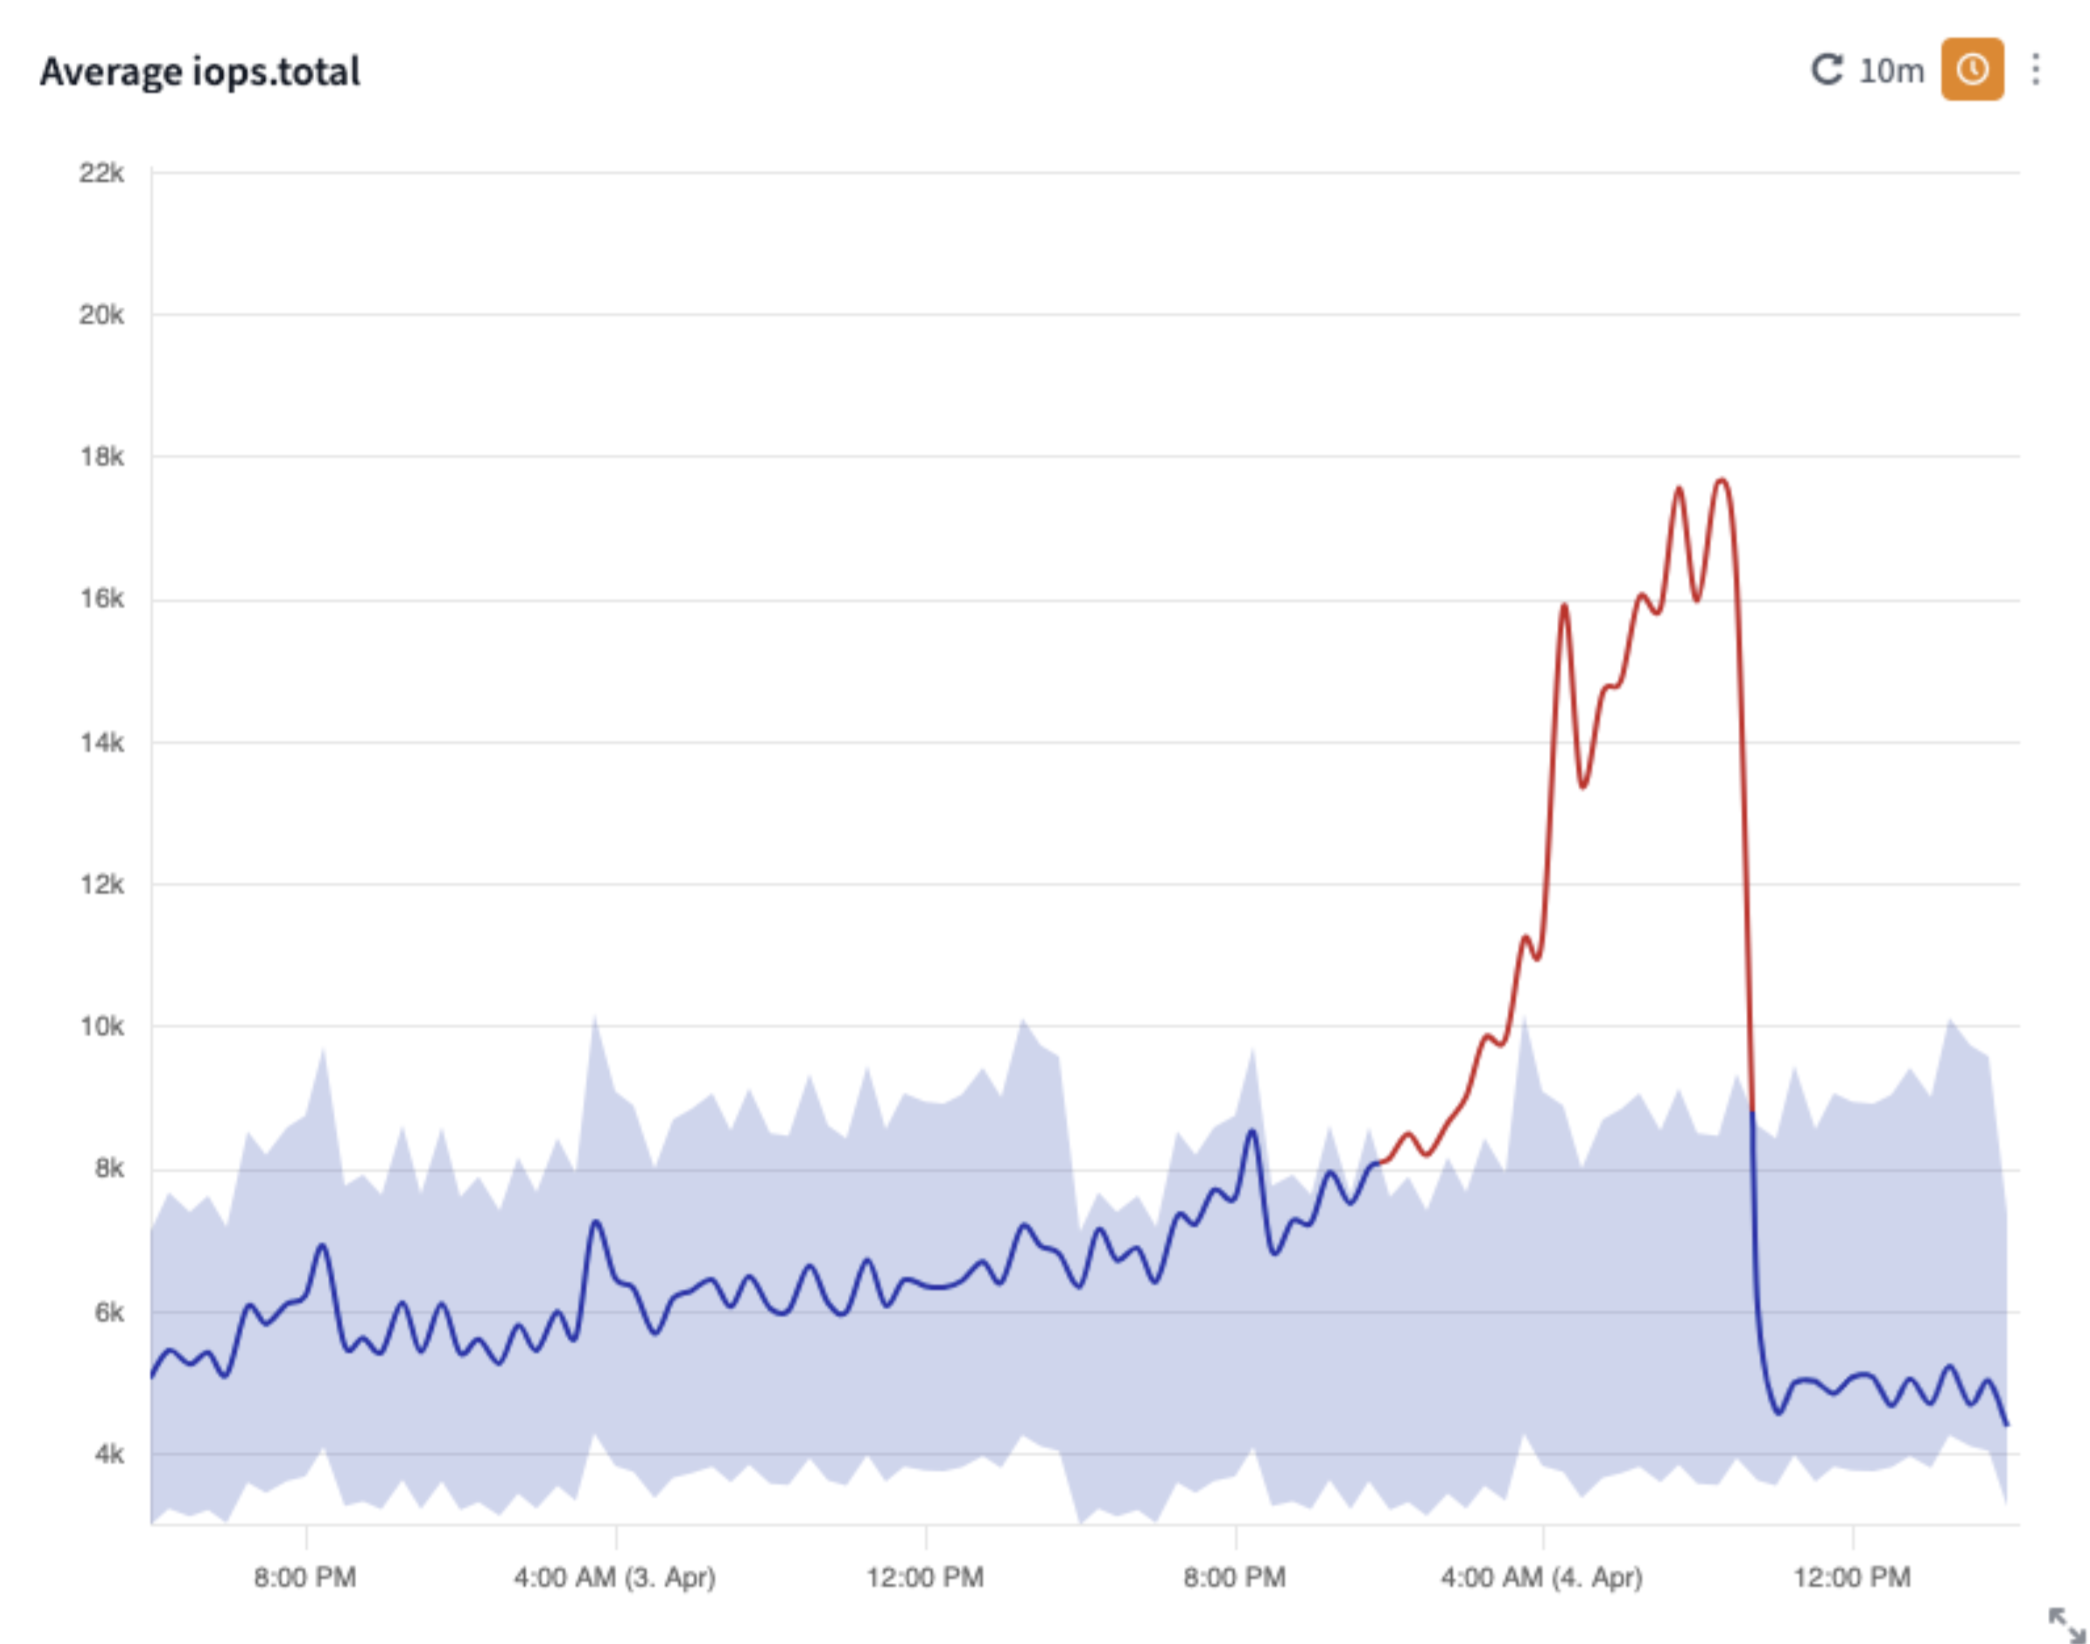 Average iops.total
10m
22k
20k
18k
16k
14k
12k
10k
8k
6k
4k
8:00 PM
4:00 AM (3. Apr)
12:00 PM
8:00 PM
4:00 AM (4. Apr)
12:00 PM